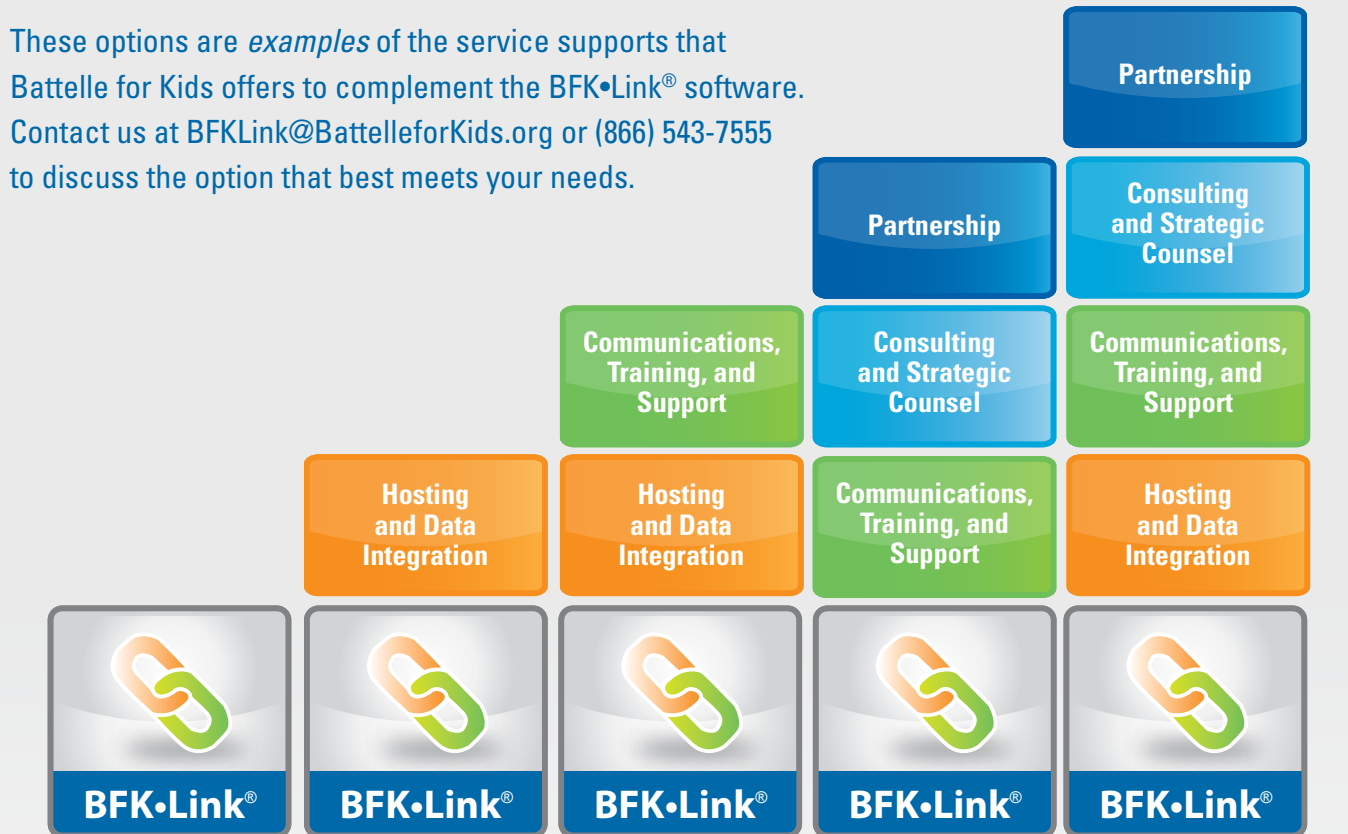 These options are examples of the service supports that
Battelle for Kids offers to complement the BFK•Link® software.
Contact us at BFKLink@BattelleforKids.org or (866) 543-7555
to discuss the option that best meets your needs.
Partnership
Partnership
Consulting
and Strategic
Counsel
Communications,
Training, and
Support
Consulting
and Strategic
Counsel
Communications,
Training, and
Support
Hosting
and Data
Integration
Hosting
and Data
Integration
Communications,
Training, and
Support
Hosting
and Data
Integration
BFK•Link®
BFK•Link®
BFK•Link®
BFK•Link®
BFK•Link®